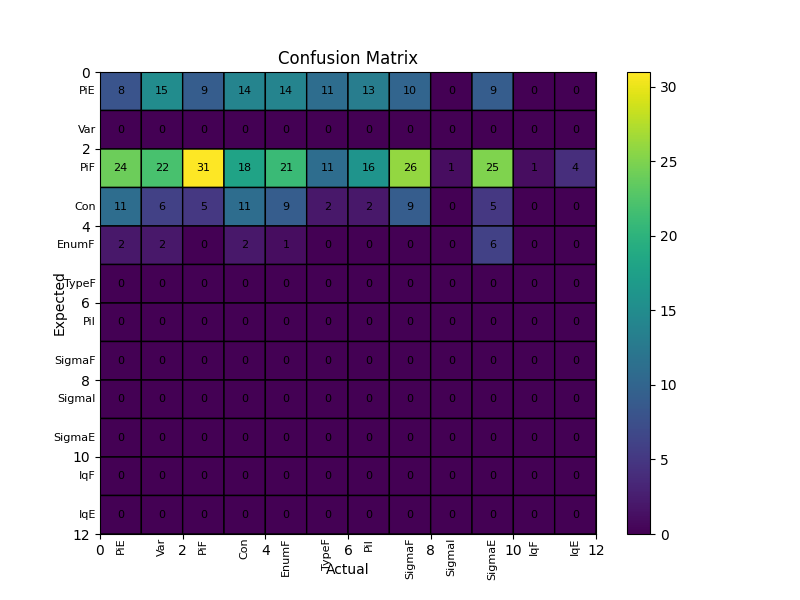 Confusion Matrix
0
PiE 8 15 9 14 14 11 13 10 0 9 0 0
Var 0 0 0 0 0 0 0 0 0 0 0 0
2
PiF 24 22 31 18 21 11 16 26 1 25 1 4
Con 11 6 5 11 9 2 2 9 0 5 0 0
4
EnumF 2 2 0 2 1 0 0 0 0 6 0 0
TypeF 0 0 0 0 0 0 0 0 0 0 0 0
6
PiI 0 0 0 0 0 0 0 0 0 0 0 0
SigmaF 0 0 0 0 0 0 0 0 0 0 0 0
8
SigmaI 0 0 0 0 0 0 0 0 0 0 0 0
SigmaE 0 0 0 0 0 0 0 0 0 0 0 0
10
IqF 0 0 0 0 0 0 0 0 0 0 0 0
IqE 0 0 0 0 0 0 0 0 0 0 0 0
12
Expected
0 2 4 6 8 10 12
PiE Var PiF Con EnumF TypeF PiI SigmaF SigmaI SigmaE IqF IqE
Actual
30
25
20
15
10
5
0